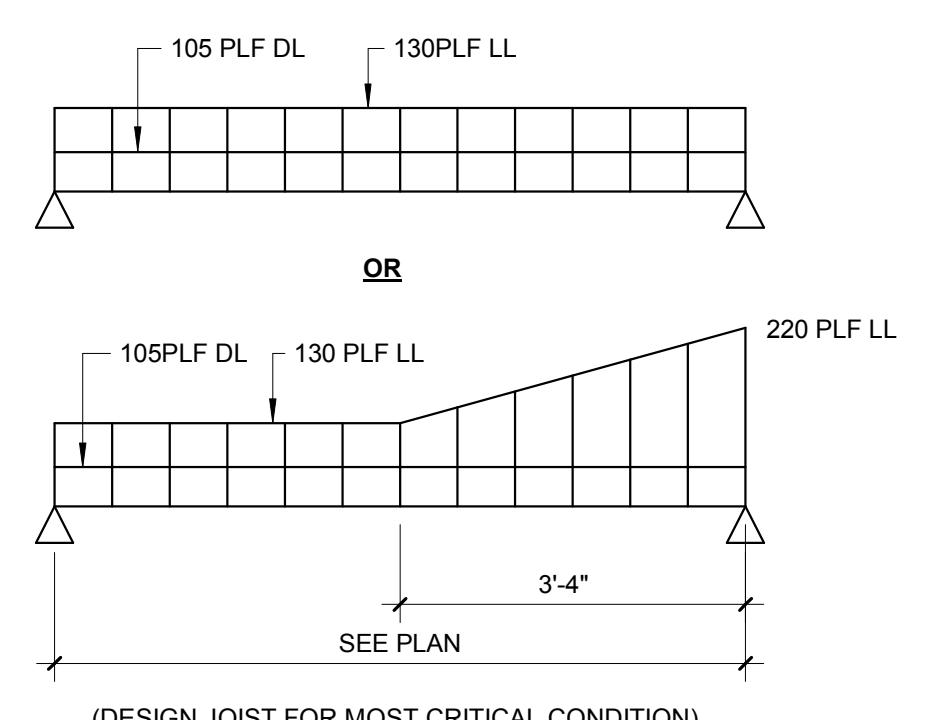 105 PLF DL
130PLF LL
OR
220 PLF LL
105PLF DL
130 PLF LL
3'-4"
SEE PLAN
(DESIGN JOIST FOR MOST CRITICAL CONDITION)